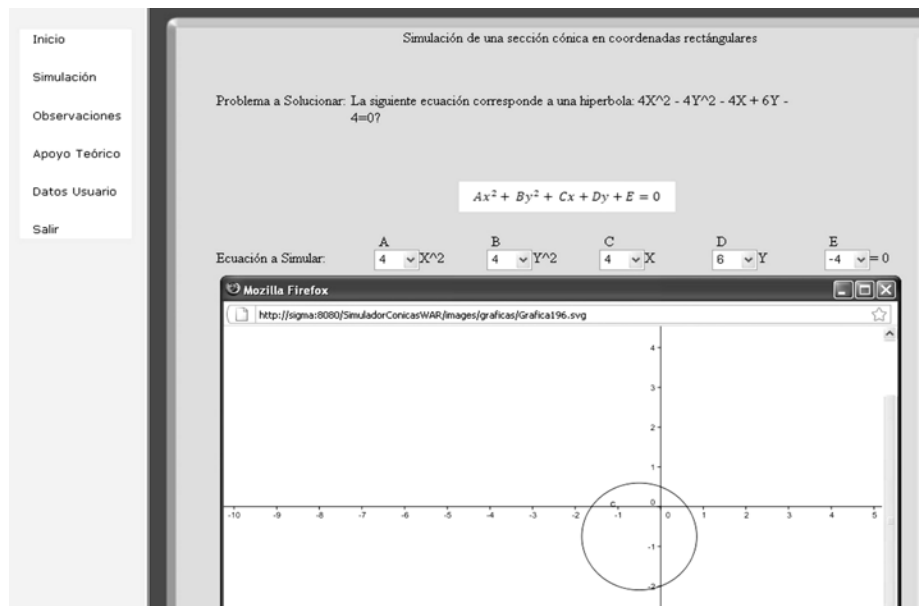 Inicio
Simulación
Observaciones
Apoyo Teórico
Datos Usuario
Salir
Simulación de una sección cónica en coordenadas rectángulares
Problema a Solucionar: La siguiente ecuación corresponde a una hiperbola: 4X^2 - 4Y^2 - 4X + 6Y -
4=0?
Ax² + By² + Cx + Dy + E = 0
A B C D E
Ecuación a Simular: 4 X^2 4 Y^2 4 X 6 Y -4 = 0
Mozilla Firefox
http://sigma:8080/SimuladorConicasWAR/images/graficas/Grafica196.svg
4
3
2
1
C 0
-10 -9 -8 -7 -6 -5 -4 -3 -2 -1 0 1 2 3 4 5
-1
-2